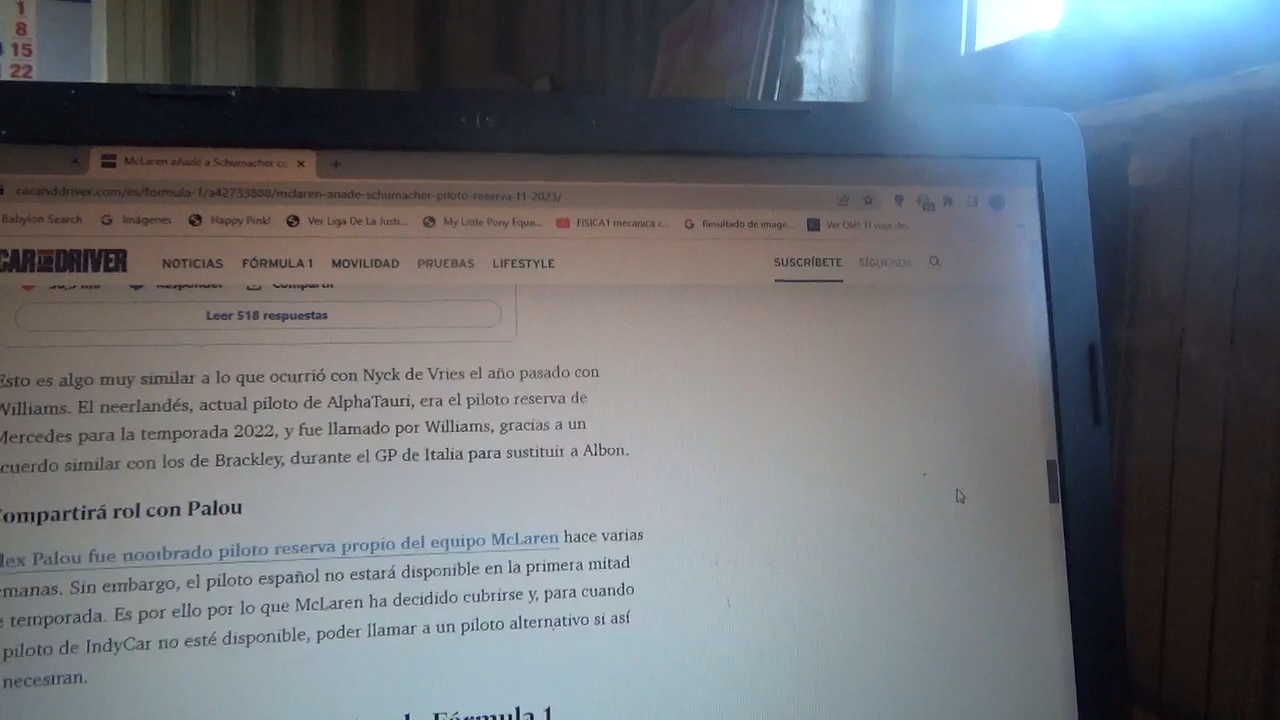 1
8
15
22
McLaren añade a Schumacher co
caranddriver.com/es/formula-1/a42733888/mclaren-anade-schumacher-piloto-reserva-f1-2023/
Babylon Search Imágenes Happy Pink! Ver Liga De La Just... My Little Pony Eque... FISICA1 mecanica c... Resultado de image... Ver
CAR DRIVER NOTICIAS FÓRMULA 1 MOVILIDAD PRUEBAS LIFESTYLE SUSCRÍBETE SÍGUENOS
Responder Compartir
Leer 518 respuestas
Esto es algo muy similar a lo que ocurrió con Nyck de Vries el año pasado con
Williams. El neerlandés, actual piloto de AlphaTauri, era el piloto reserva de
Mercedes para la temporada 2022, y fue llamado por Williams, gracias a un
cuerdo similar con los de Brackley, durante el GP de Italia para sustituir a Albon.
Compartirá rol con Palou
lex Palou fue nombrado piloto reserva propio del equipo McLaren hace varias
manas. Sin embargo, el piloto español no estará disponible en la primera mitad
e temporada. Es por ello por lo que McLaren ha decidido cubrirse y, para cuando
piloto de IndyCar no esté disponible, poder llamar a un piloto alternativo si así
necesitan.
Fórmula 1